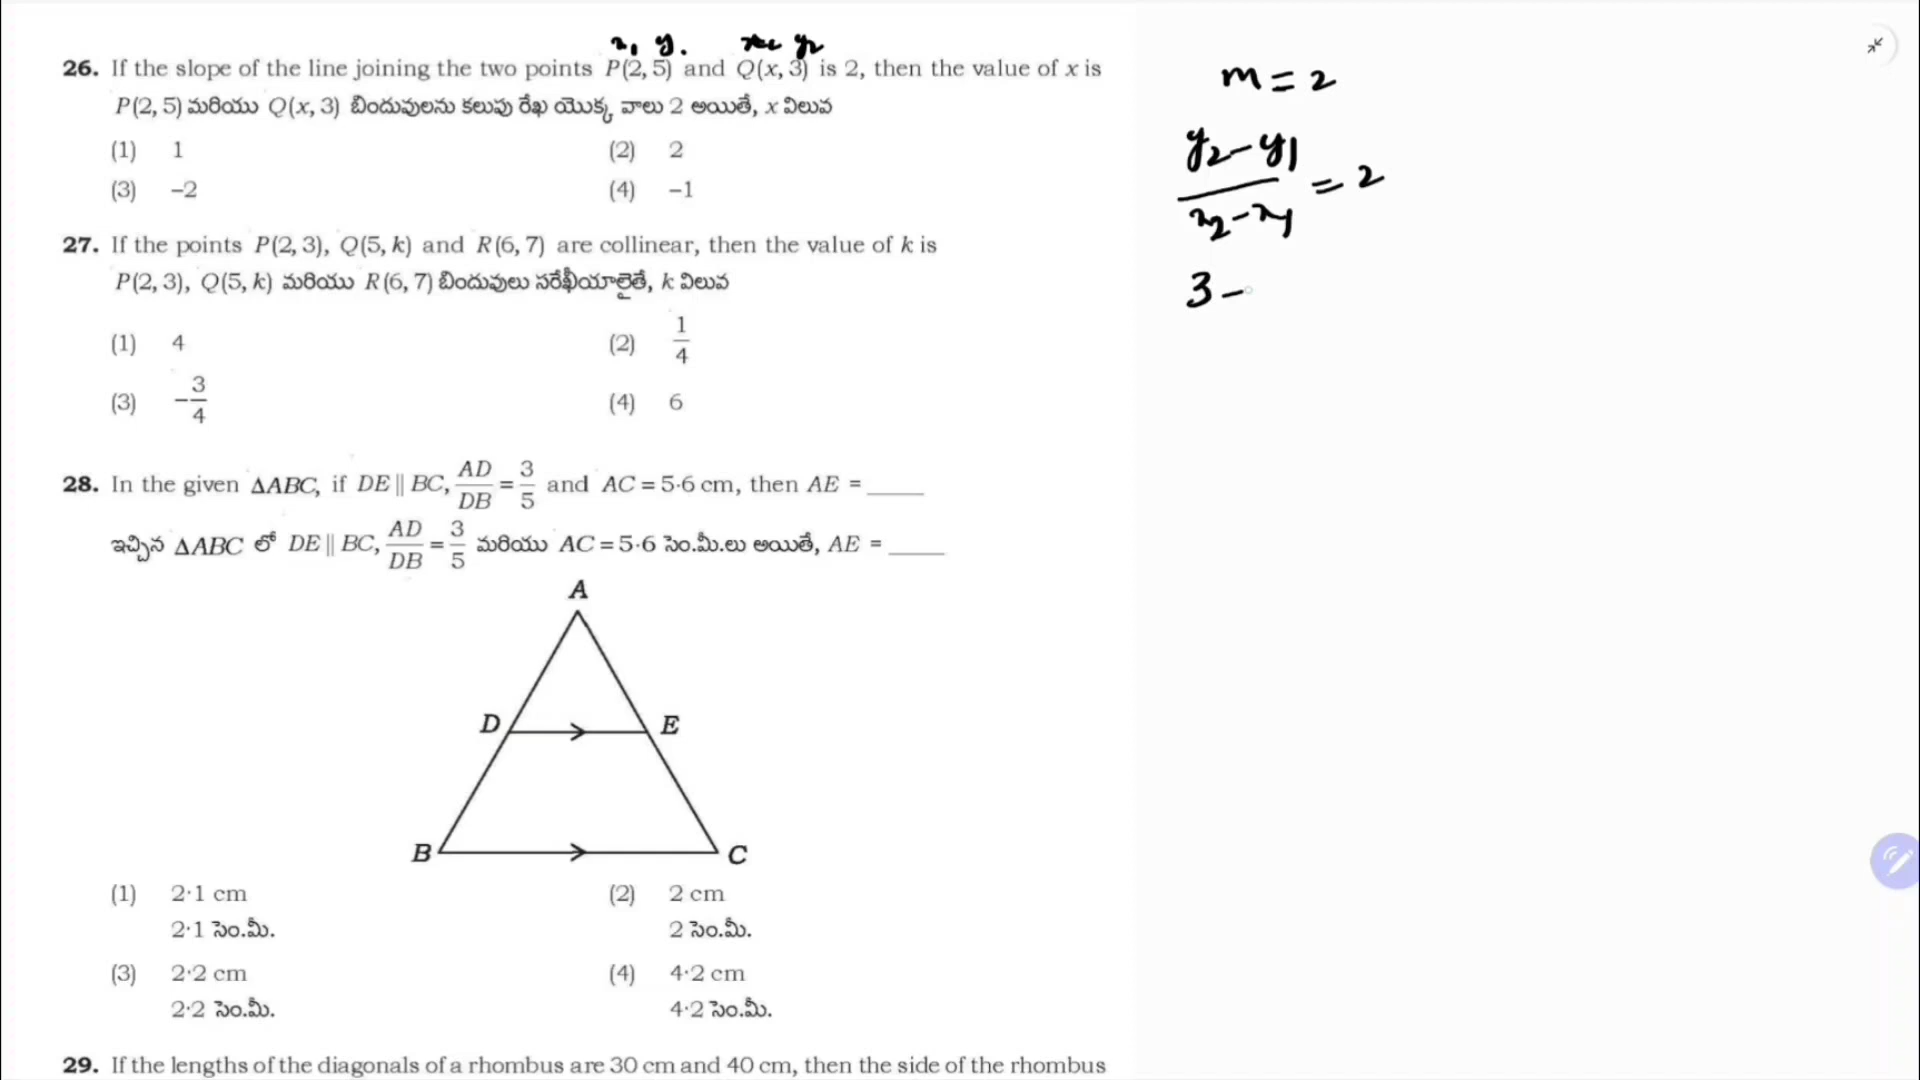 x₁ y₁ x₂ y₂
26. If the slope of the line joining the two points P(2, 5) and Q(x, 3) is 2, then the value of x is
P(2, 5) మరియు Q(x, 3) బిందువులను కలుపు రేఖ యొక్క వాలు 2 అయితే, x విలువ
(1) 1 (2) 2
(3) –2 (4) –1
27. If the points P(2, 3), Q(5, k) and R(6, 7) are collinear, then the value of k is
P(2, 3), Q(5, k) మరియు R(6, 7) బిందువులు సరేఖీయాలైతే, k విలువ
(1) 4 (2) 1/4
(3) –3/4 (4) 6
28. In the given ΔABC, if DE || BC, AD/DB = 3/5 and AC = 5·6 cm, then AE = _____
ఇచ్చిన ΔABC లో DE || BC, AD/DB = 3/5 మరియు AC = 5·6 సెం.మీ.లు అయితే, AE = _____
A
D E
B C
(1) 2·1 cm (2) 2 cm
2·1 సెం.మీ. 2 సెం.మీ.
(3) 2·2 cm (4) 4·2 cm
2·2 సెం.మీ. 4·2 సెం.మీ.
29. If the lengths of the diagonals of a rhombus are 30 cm and 40 cm, then the side of the rhombus
m = 2
y₂ – y₁
x₂ – x₁ = 2
3 –